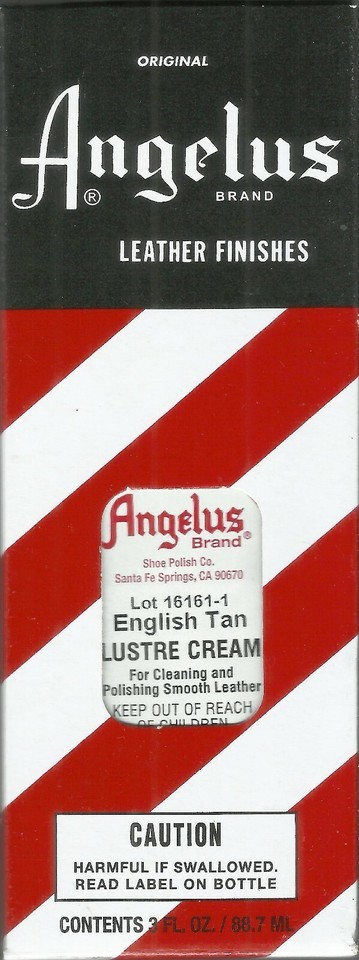 ORIGINAL
Angelus
® BRAND
LEATHER FINISHES
Angelus
Brand®
Shoe Polish Co.
Santa Fe Springs, CA 90670
Lot 16161-1
English Tan
LUSTRE CREAM
For Cleaning and
Polishing Smooth Leather
KEEP OUT OF REACH
OF CHILDREN
CAUTION
HARMFUL IF SWALLOWED.
READ LABEL ON BOTTLE
CONTENTS 3 FL. OZ. / 88.7 ML